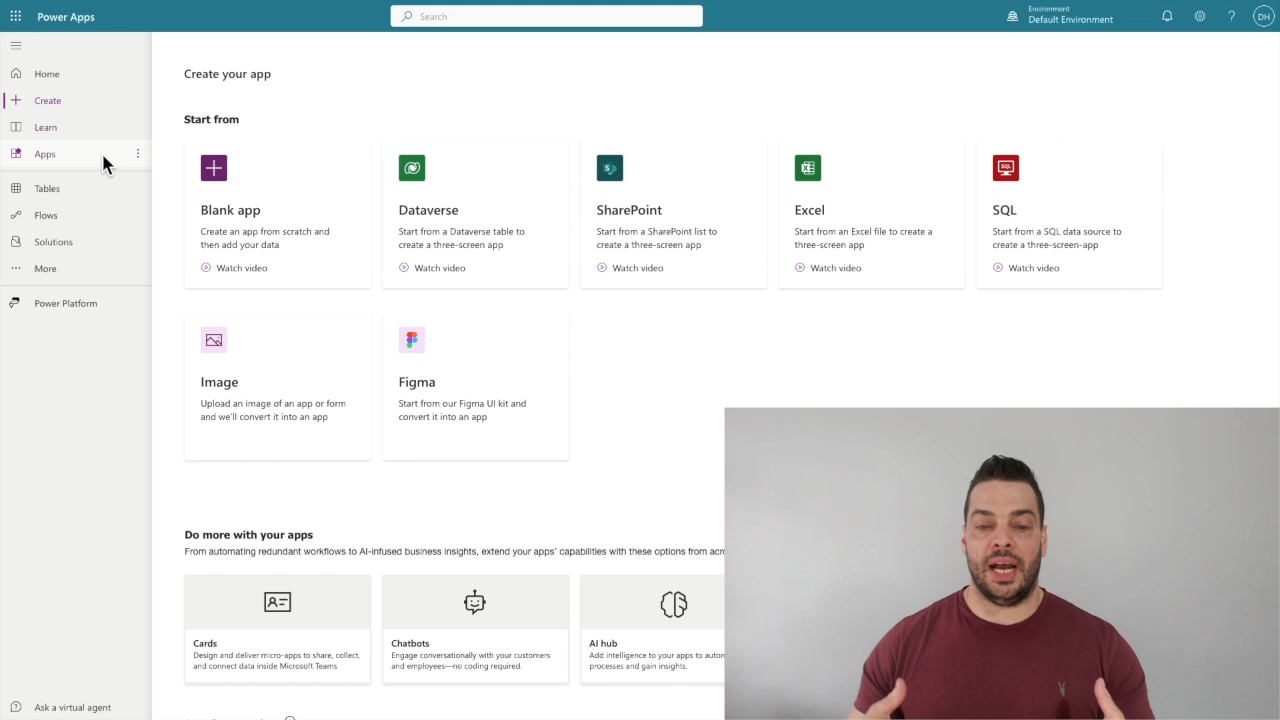 Power Apps
Search
Environment
Default Environment
?
DH
Home
Create
Learn
Apps
Tables
Flows
Solutions
More
Power Platform
Ask a virtual agent
Create your app
Start from
Blank app
Create an app from scratch and
then add your data
Watch video
Dataverse
Start from a Dataverse table to
create a three-screen app
Watch video
S
SharePoint
Start from a SharePoint list to
create a three-screen app
Watch video
X
Excel
Start from an Excel file to create a
three-screen app
Watch video
SQL
SQL
Start from a SQL data source to
create a three-screen-app
Watch video
Image
Upload an image of an app or form
and we'll convert it into an app
Figma
Start from our Figma UI kit and
convert it into an app
Do more with your apps
From automating redundant workflows to AI-infused business insights, extend your apps' capabilities with these options from
Cards
Design and deliver micro-apps to share, collect,
and connect data inside Microsoft Teams
Chatbots
Engage conversationally with your customers
and employees—no coding required.
AI hub
Add intelligence to your apps to
processes and gain insights.